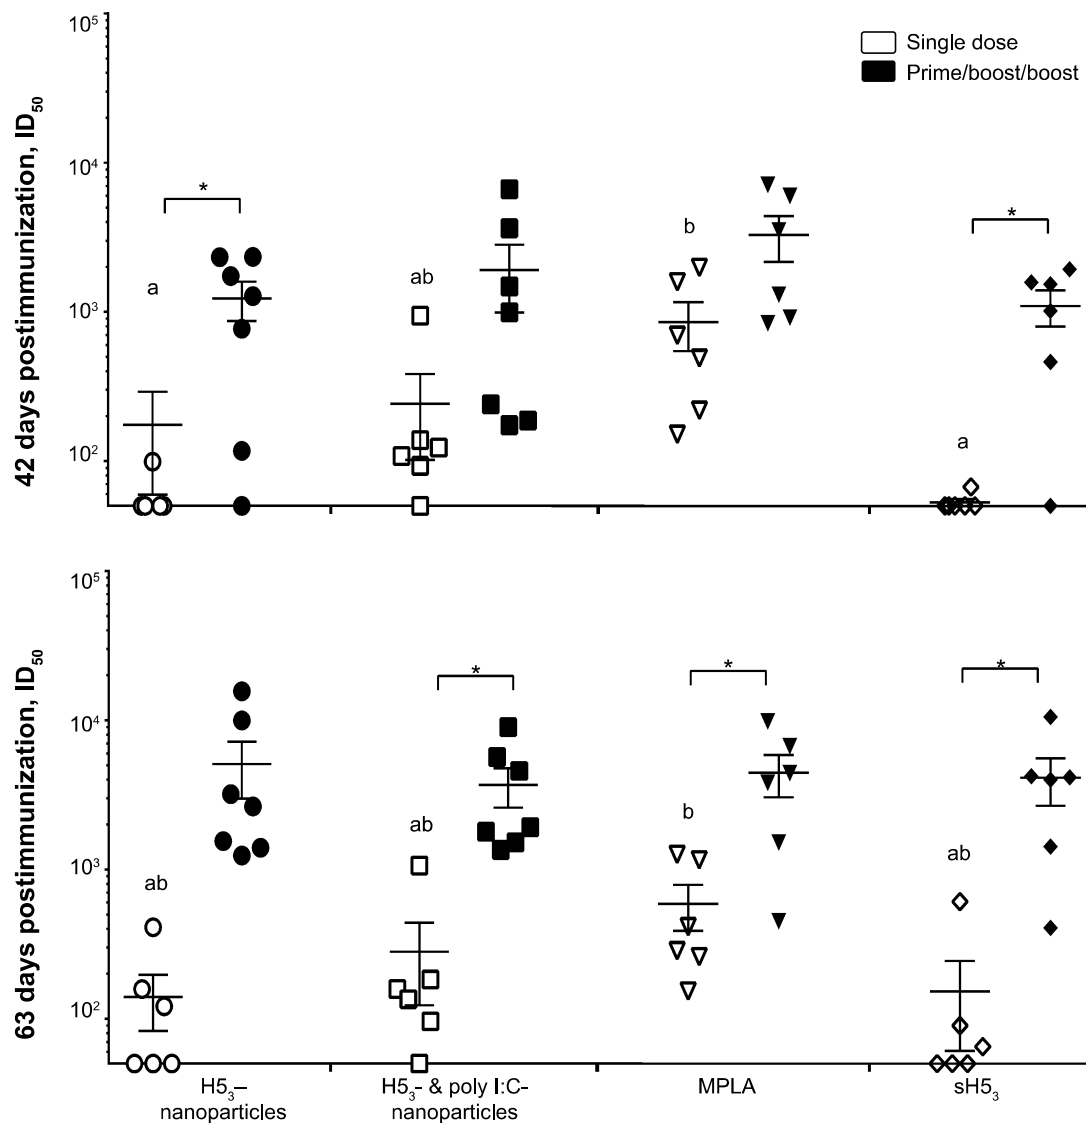 10⁵
Single dose
Prime/boost/boost
42 days postimmunization, ID₅₀
10⁴
*
*
b
ab
a
10³
a
10²
10⁵
63 days postimmunization, ID₅₀
*
*
*
10⁴
b
ab
ab
ab
10³
10²
H5₃–
nanoparticles
H5₃- & poly I:C-
nanoparticles
MPLA
sH5₃